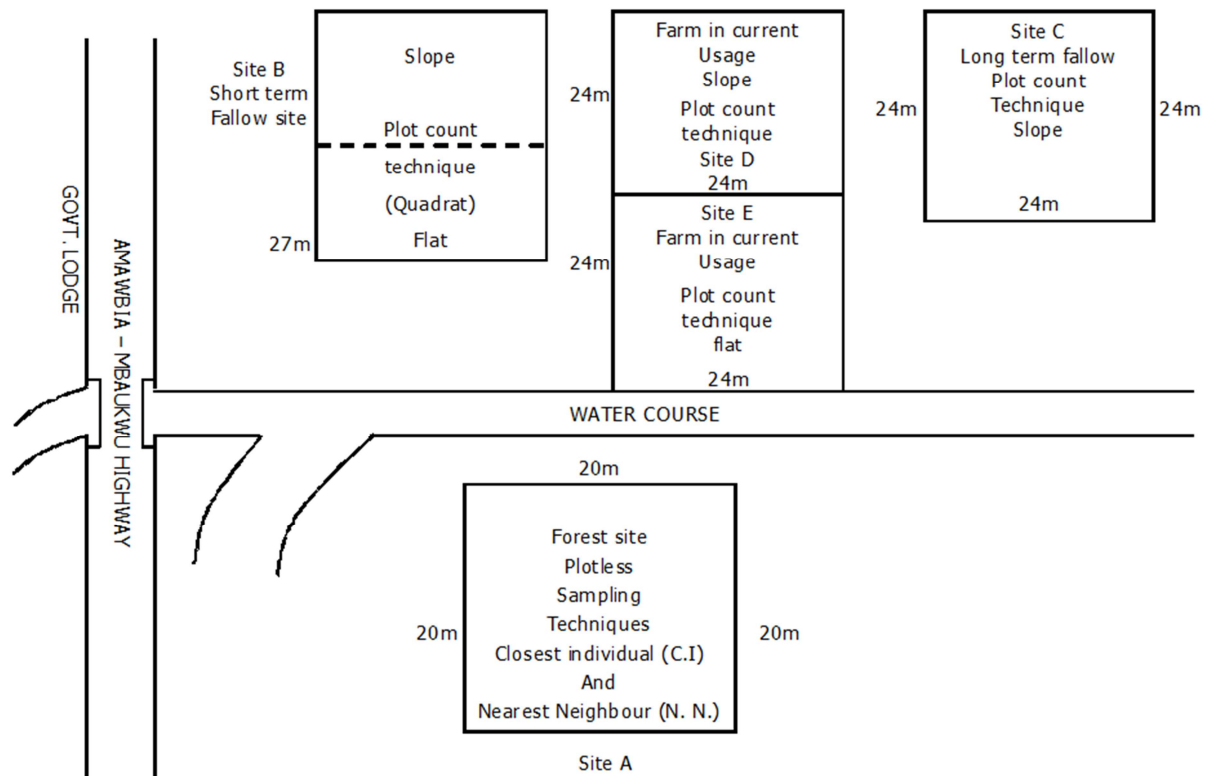 Site B
Short term
Fallow site
Slope
Plot count
technique
(Quadrat)
Flat
27m
24m
Farm in current
Usage
Slope
Plot count
technique
Site D
24m
24m
Site E
Farm in current
Usage
Plot count
technique
flat
24m
24m
Site C
Long term fallow
Plot count
Technique
Slope
24m
24m
GOVT. LODGE
AMAWBIA – MBAUKWU HIGHWAY
WATER COURSE
20m
Forest site
Plotless
Sampling
Techniques
Closest individual (C.I)
And
Nearest Neighbour (N. N.)
20m
20m
Site A